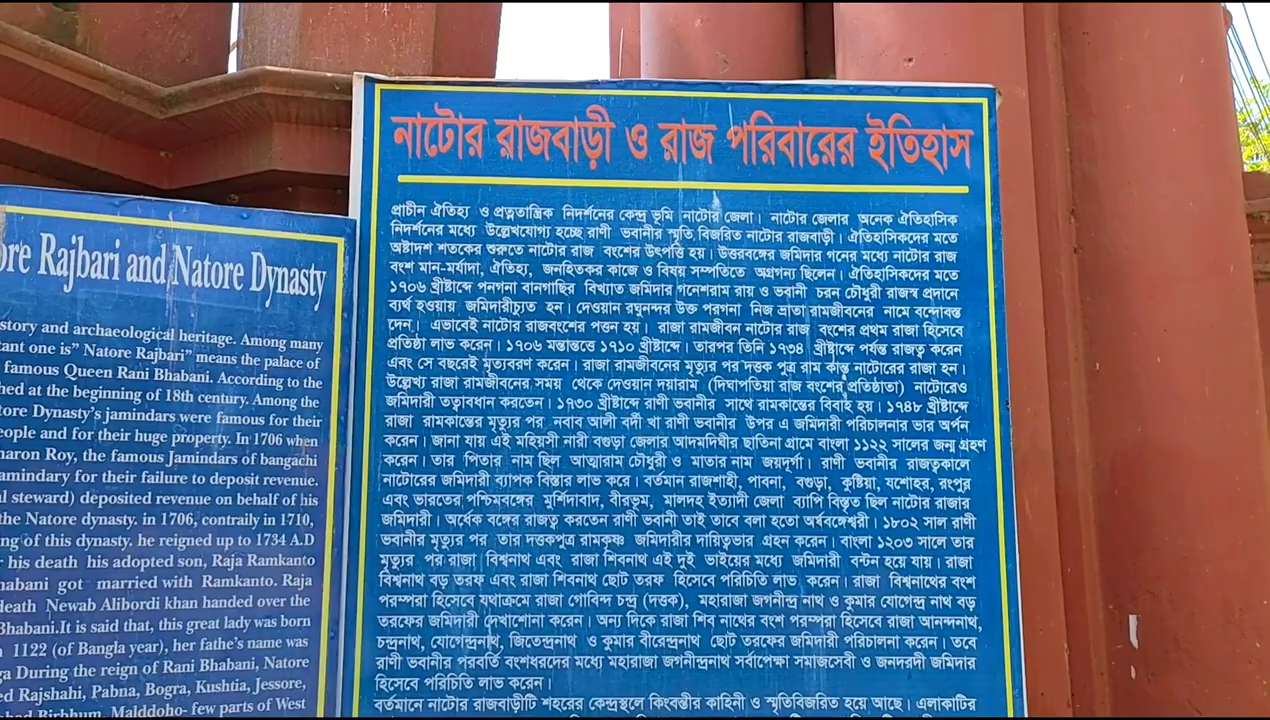 ore Rajbari and Natore Dynasty
story and archaeological heritage. Among many
tant one is” Natore Rajbari” means the palace of
famous Queen Rani Bhabani. According to the
hed at the beginning of 18th century. Among the
tore Dynasty’s jamindars were famous for their
eople and for their huge property. In 1706 when
haron Roy, the famous Jamindars of bangachi
amindary for their failure to deposit revenue.
al steward) deposited revenue on behalf of his
the Natore dynasty. in 1706, contraily in 1710,
ng of this dynasty. he reigned up to 1734 A.D
r his death his adopted son, Raja Ramkanto
habani got married with Ramkanto. Raja
death Newab Alibordi khan handed over the
Bhabani.It is said that, this great lady was born
n 1122 (of Bangla year), her fathe’s name was
ga During the reign of Rani Bhabani, Natore
ed Rajshahi, Pabna, Bogra, Kushtia, Jessore,
Birbhum, Malddoho- few parts of West
নাটোর রাজবাড়ী ও রাজ পরিবারের ইতিহাস
প্রাচীন ঐতিহ্য ও প্রত্নতান্ত্রিক নিদর্শনের কেন্দ্র ভূমি নাটোর জেলা। নাটোর জেলার অনেক ঐতিহাসিক
নিদর্শনের মধ্যে উল্লেখযোগ্য হচ্ছে রাণী ভবানীর স্মৃতি বিজরিত নাটোর রাজবাড়ী। ঐতিহাসিকদের মতে
অষ্টাদশ শতকের শুরুতে নাটোর রাজ বংশের উৎপত্তি হয়। উত্তরবঙ্গের জমিদার গনের মধ্যে নাটোর রাজ
বংশ মান-মর্যাদা, ঐতিহ্য, জনহিতকর কাজে ও বিষয় সম্পতিতে অগ্রগন্য ছিলেন। ঐতিহাসিকদের মতে
১৭০৬ খ্রীষ্টাব্দে পনগনা বানগাছির বিখ্যাত জমিদার গনেশরাম রায় ও ভবানী চরন চৌধুরী রাজস্ব প্রদানে
ব্যর্থ হওয়ায় জমিদারীচ্যুত হন। দেওয়ান রঘুনন্দর উক্ত পরগনা নিজ ভ্রাতা রামজীবনের নামে বন্দোবস্ত
দেন। এভাবেই নাটোর রাজবংশের পত্তন হয়। রাজা রামজীবন নাটোর রাজ বংশের প্রথম রাজা হিসেবে
প্রতিষ্ঠা লাভ করেন। ১৭০৬ মতান্তত্তে ১৭১০ খ্রীষ্টাব্দে। তারপর তিনি ১৭৩৪ খ্রীষ্টাব্দে পর্যন্ত রাজত্ব করেন
এবং সে বছরেই মৃত্যবরণ করেন। রাজা রামজীবনের মৃত্যুর পর দত্তক পুত্র রাম কান্ত নাটোরের রাজা হন।
উল্লেখ্য রাজা রামজীবনের সময় থেকে দেওয়ান দয়ারাম (দিঘাপতিয়া রাজ বংশের প্রতিষ্ঠাতা) নাটোরেও
জমিদারী তত্বাবধান করতেন। ১৭৩০ খ্রীষ্টাব্দে রাণী ভবানীর সাথে রামকান্তের বিবাহ হয়। ১৭৪৮ খ্রীষ্টাব্দে
রাজা রামকান্তের মৃত্যুর পর নবাব আলী বর্দী খা রাণী ভবানীর উপর এ জমিদারী পরিচালনার ভার অর্পন
করেন। জানা যায় এই মহিয়সী নারী বগুড়া জেলার আদমদিঘীর ছাতিনা গ্রামে বাংলা ১১২২ সালের জন্ম গ্রহণ
করেন। তার পিতার নাম ছিল আত্মারাম চৌধুরী ও মাতার নাম জয়দূর্গা। রাণী ভবানীর রাজত্বকালে
নাটোরের জমিদারী ব্যাপক বিস্তার লাভ করে। বর্তমান রাজশাহী, পাবনা, বগুড়া, কুষ্টিয়া, যশোহর, রংপুর
এবং ভারতের পশ্চিমবঙ্গের মুর্শিদাবাদ, বীরভূম, মালদহ ইত্যাদী জেলা ব্যাপি বিস্তৃত ছিল নাটোর রাজার
জমিদারী। অর্ধেক বঙ্গের রাজত্ব করতেন রাণী ভবানী তাই তাবে বলা হতো অর্ধবঙ্গেশ্বরী। ১৮০২ সাল রাণী
ভবানীর মৃত্যুর পর তার দত্তকপুত্র রামকৃষ্ণ জমিদারীর দায়িত্বভার গ্রহন করেন। বাংলা ১২০৩ সালে তার
মৃত্যুর পর রাজা বিশ্বনাথ এবং রাজা শিবনাথ এই দুই ভাইয়ের মধ্যে জমিদারী বন্টন হয়ে যায়। রাজা
বিশ্বনাথ বড় তরফ এবং রাজা শিবনাথ ছোট তরফ হিসেবে পরিচিতি লাভ করেন। রাজা বিশ্বনাথের বংশ
পরম্পরা হিসেবে যথাক্রমে রাজা গোবিন্দ চন্দ্র (দত্তক), মহারাজা জগনীন্দ্র নাথ ও কুমার যোগেন্দ্র নাথ বড়
তরফের জমিদারী দেখাশোনা করেন। অন্য দিকে রাজা শিব নাথের বংশ পরম্পরা হিসেবে রাজা আনন্দনাথ,
চন্দ্রনাথ, যোগেন্দ্রনাথ, জিতেন্দ্রনাথ ও কুমার বীরেন্দ্রনাথ ছোট তরফের জমিদারী পরিচালনা করেন। তবে
রাণী ভবানীর পরবর্তি বংশধরদের মধ্যে মহারাজা জগনীন্দ্রনাথ সর্বাপেক্ষা সমাজসেবী ও জনদরদী জমিদার
হিসেবে পরিচিতি লাভ করেন।
বর্তমানে নাটোর রাজবাড়ীটি শহরের কেন্দ্রস্থলে কিংবস্তীর কাহিনী ও স্মৃতিবিজরিত হয়ে আছে। এলাকাটির